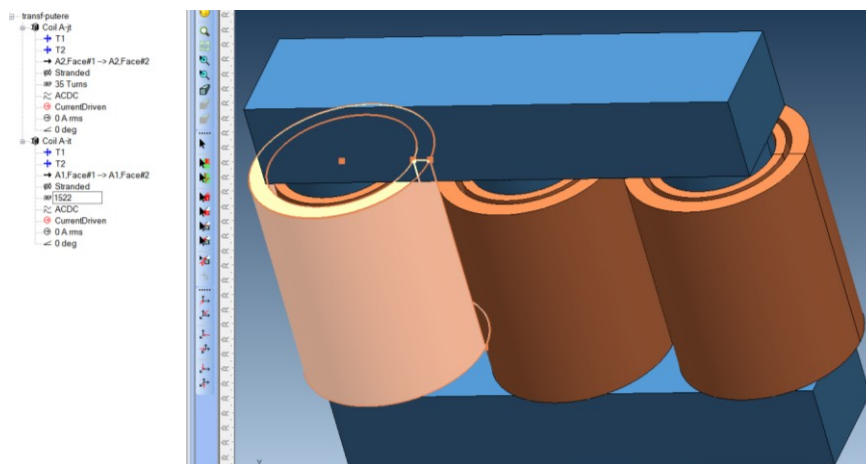 transf-putere
Coil A-jt
T1
T2
A2,Face#1 -> A2,Face#2
Stranded
35 Turns
ACDC
CurrentDriven
0 A rms
0 deg
Coil A-it
T1
T2
A1,Face#1 -> A1,Face#2
Stranded
1522
ACDC
CurrentDriven
0 A rms
0 deg